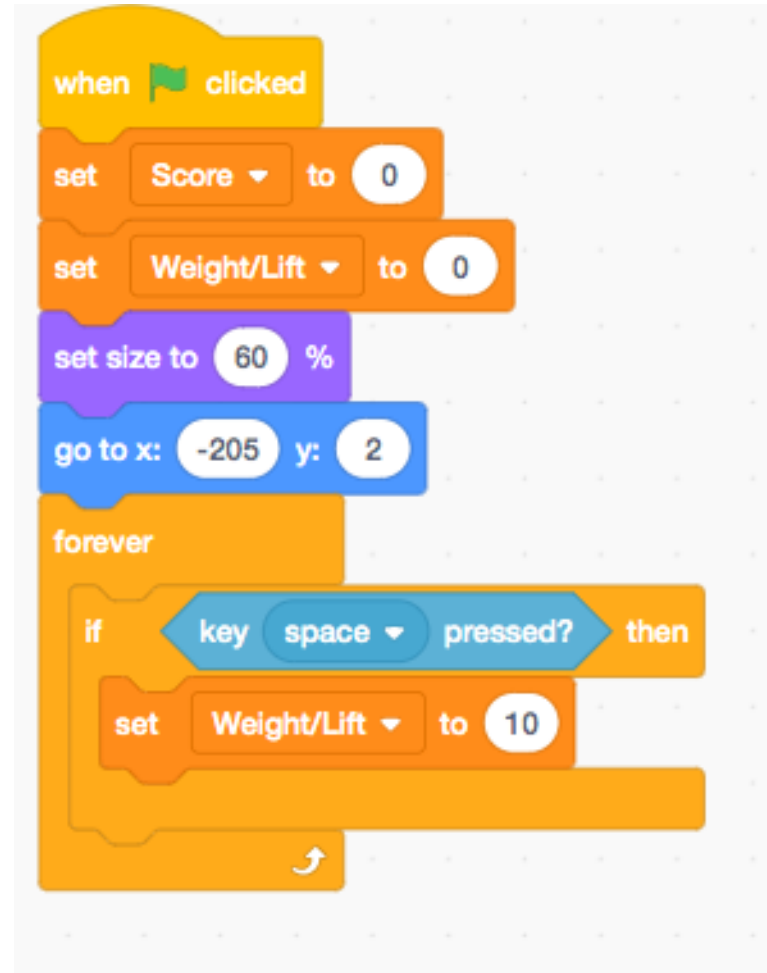 when clicked
set Score to 0
set Weight/Lift to 0
set size to 60 %
go to x: -205 y: 2
forever
if key space pressed? then
set Weight/Lift to 10